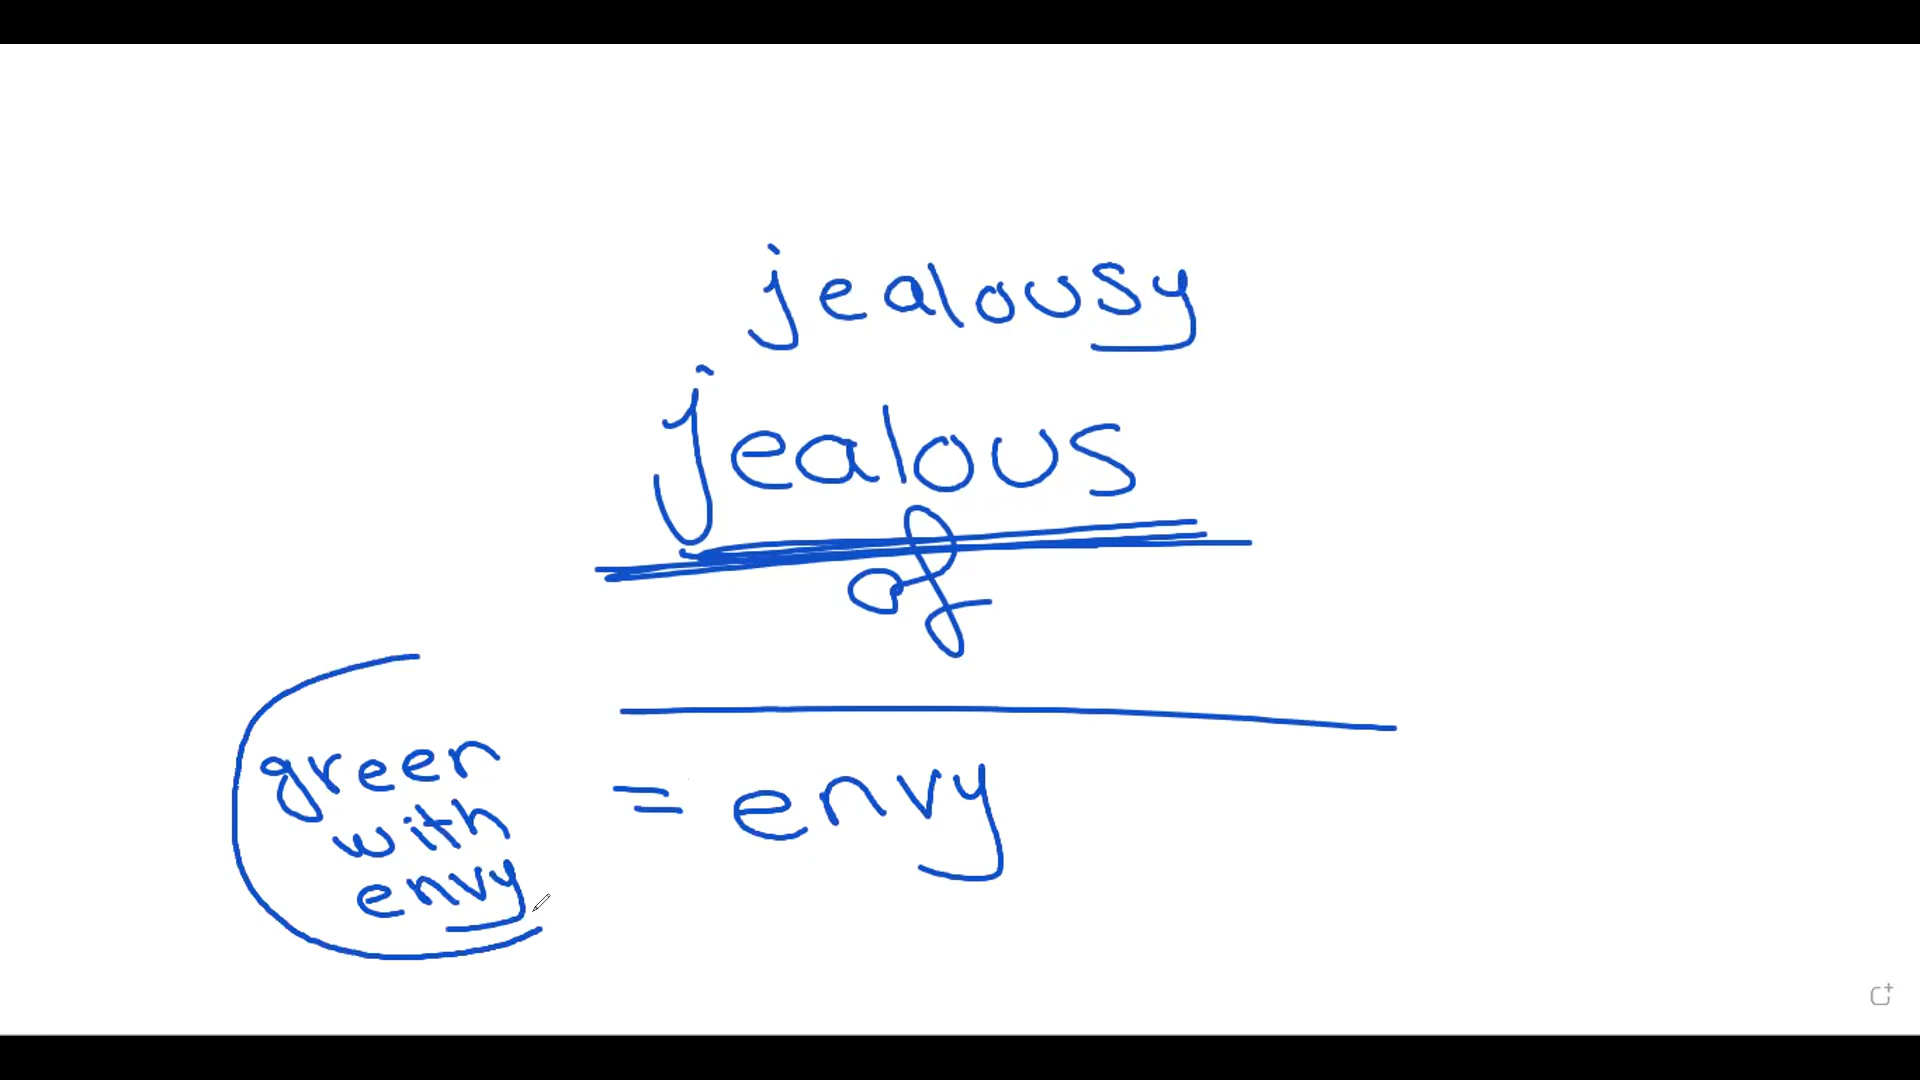 jealousy
jealous
of
= envy
green
with
envy